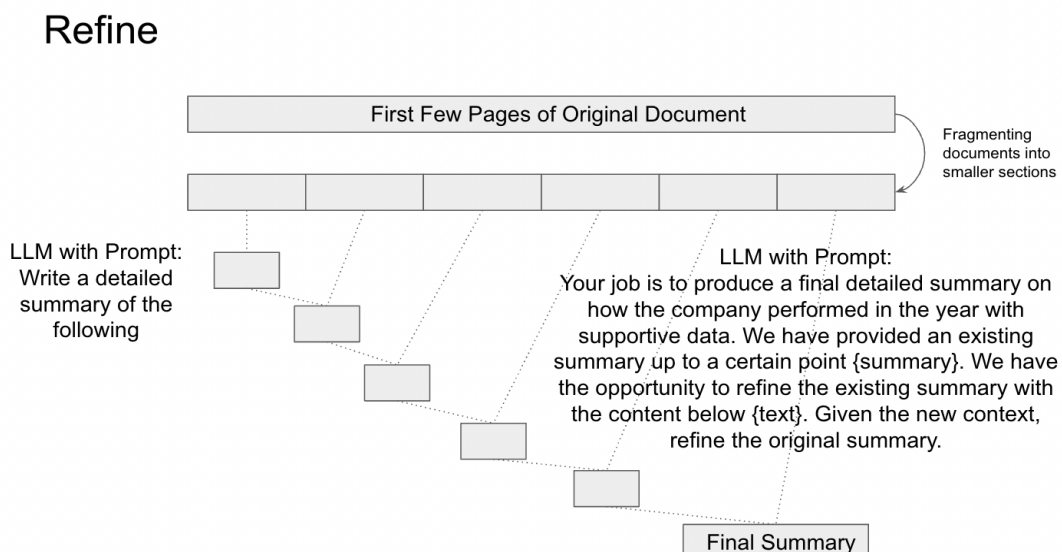 Refine
First Few Pages of Original Document
Fragmenting
documents into
smaller sections
LLM with Prompt:
Write a detailed
summary of the
following
LLM with Prompt:
Your job is to produce a final detailed summary on
how the company performed in the year with
supportive data. We have provided an existing
summary up to a certain point {summary}. We have
the opportunity to refine the existing summary with
the content below {text}. Given the new context,
refine the original summary.
Final Summary